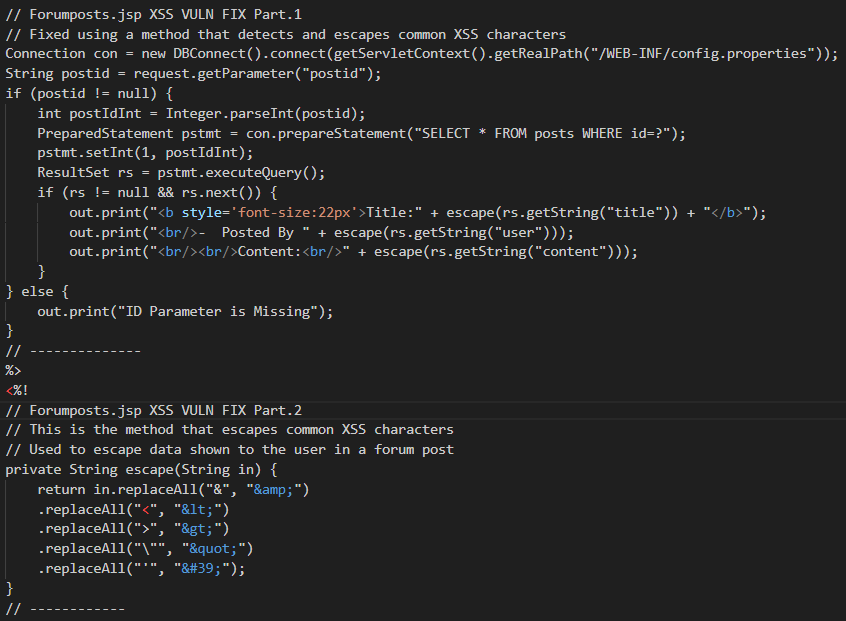 // Forumposts.jsp XSS VULN FIX Part.1
// Fixed using a method that detects and escapes common XSS characters
Connection con = new DBConnect().connect(getServletContext().getRealPath("/WEB-INF/config.properties"));
String postid = request.getParameter("postid");
if (postid != null) {
    int postIdInt = Integer.parseInt(postid);
    PreparedStatement pstmt = con.prepareStatement("SELECT * FROM posts WHERE id=?");
    pstmt.setInt(1, postIdInt);
    ResultSet rs = pstmt.executeQuery();
    if (rs != null && rs.next()) {
        out.print("<b style='font-size:22px'>Title:" + escape(rs.getString("title")) + "</b>");
        out.print("<br/>-  Posted By " + escape(rs.getString("user")));
        out.print("<br/><br/>Content:<br/>" + escape(rs.getString("content")));
    }
} else {
    out.print("ID Parameter is Missing");
}
// --------------
%>
<%!
// Forumposts.jsp XSS VULN FIX Part.2
// This is the method that escapes common XSS characters
// Used to escape data shown to the user in a forum post
private String escape(String in) {
    return in.replaceAll("&", "&amp;")
    .replaceAll("<", "&lt;")
    .replaceAll(">", "&gt;")
    .replaceAll("\"", "&quot;")
    .replaceAll("'", "&#39;");
}
// ------------